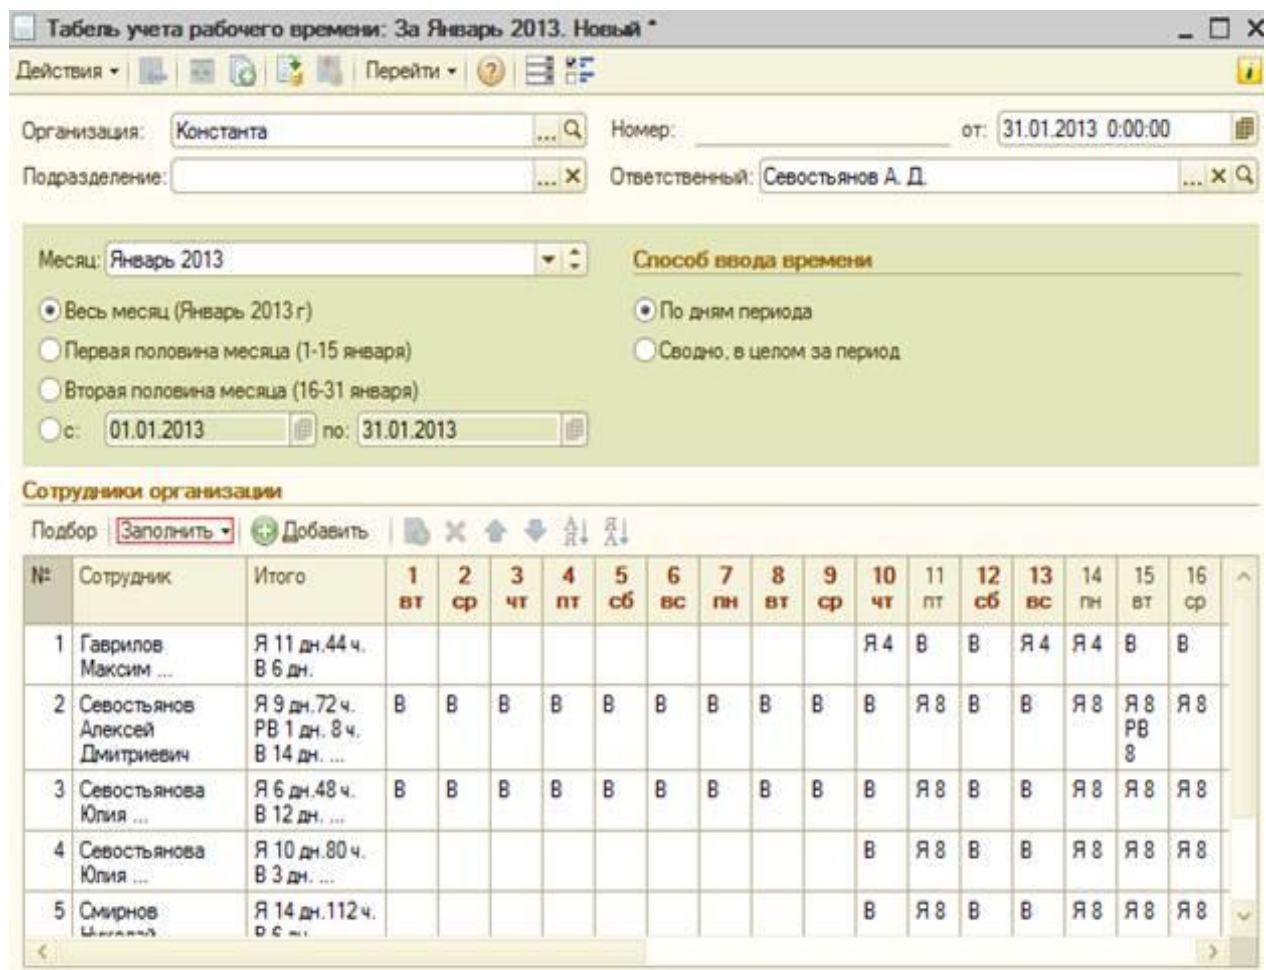 Табель учета рабочего времени: За Январь 2013. Новый *
Действия Перейти
Организация: Константа ... Номер: от: 31.01.2013 0:00:00
Подразделение: ... Ответственный: Севостьянов А. Д. ...
Месяц: Январь 2013 Способ ввода времени
Весь месяц (Январь 2013 г) По дням периода
Первая половина месяца (1-15 января) Сводно, в целом за период
Вторая половина месяца (16-31 января)
с: 01.01.2013 по: 31.01.2013
Сотрудники организации
Подбор Заполнить Добавить
№ Сотрудник Итого 1 2 3 4 5 6 7 8 9 10 11 12 13 14 15 16
вт ср чт пт сб вс пн вт ср чт пт сб вс пн вт ср
1 Гаврилов Я 11 дн.44 ч. Я 4 В В Я 4 Я 4 В В
Максим ... В 6 дн.
2 Севостьянов Я 9 дн.72 ч. В В В В В В В В В В Я 8 В В Я 8 Я 8 Я 8
Алексей РВ 1 дн. 8 ч. РВ
Дмитриевич В 14 дн. ... 8
3 Севостьянова Я 6 дн.48 ч. В В В В В В В В В В Я 8 В В Я 8 Я 8 Я 8
Юлия ... В 12 дн. ...
4 Севостьянова Я 10 дн.80 ч. В Я 8 В В Я 8 Я 8 Я 8
Юлия ... В 3 дн. ...
5 Смирнов Я 14 дн.112 ч. В Я 8 В В Я 8 Я 8 Я 8